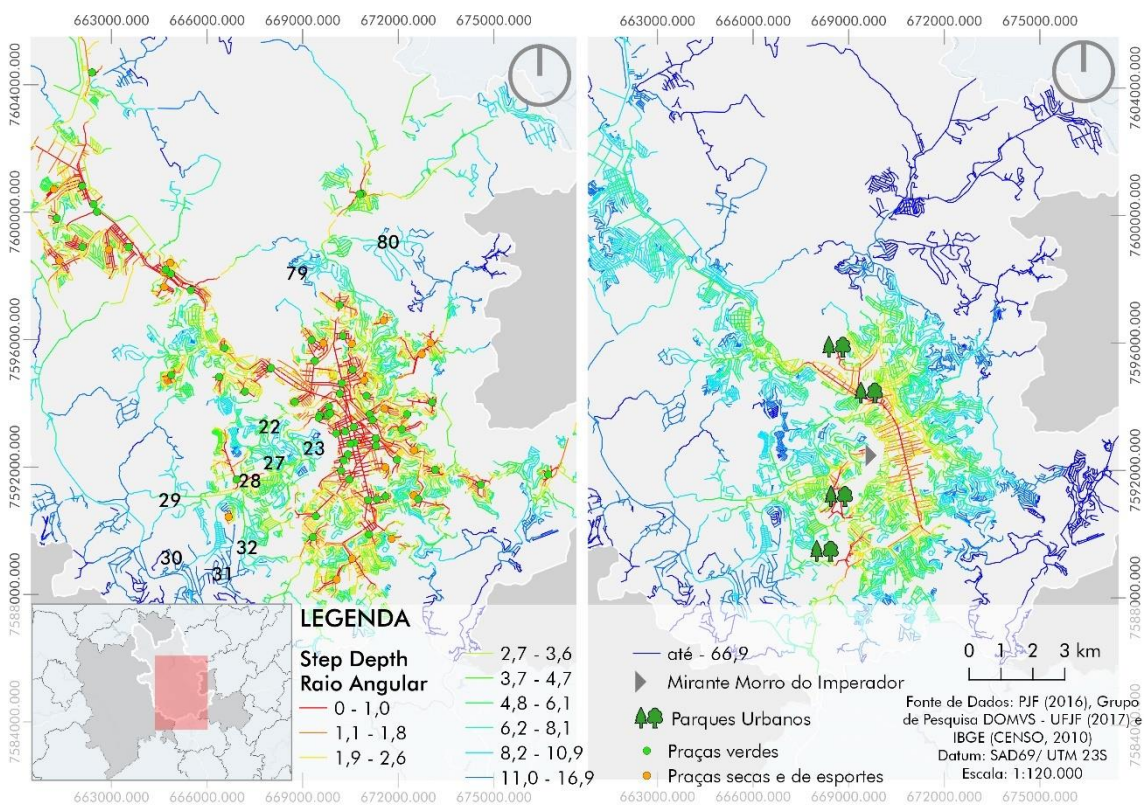 663000.000 666000.000 669000.000 672000.000 675000.000
663000.000 666000.000 669000.000 672000.000 675000.000
7604000.000
7600000.000
7596000.000
7592000.000
7588000.000
7584000.000
80
79
22
23
27
28
29
32
30
31
7604000.000
7600000.000
7596000.000
7592000.000
7588000.000
7584000.000
LEGENDA
Step Depth
Raio Angular
0 - 1,0
1,1 - 1,8
1,9 - 2,6
2,7 - 3,6
3,7 - 4,7
4,8 - 6,1
6,2 - 8,1
8,2 - 10,9
11,0 - 16,9
até - 66,9
Mirante Morro do Imperador
Parques Urbanos
Praças verdes
Praças secas e de esportes
0 1 2 3 km
Fonte de Dados: PJF (2016), Grupo
de Pesquisa DOMVS - UFJF (2017) e
IBGE (CENSO, 2010)
Datum: SAD69/ UTM 23S
Escala: 1:120.000
663000.000 666000.000 669000.000 672000.000 675000.000
663000.000 666000.000 669000.000 672000.000 675000.000